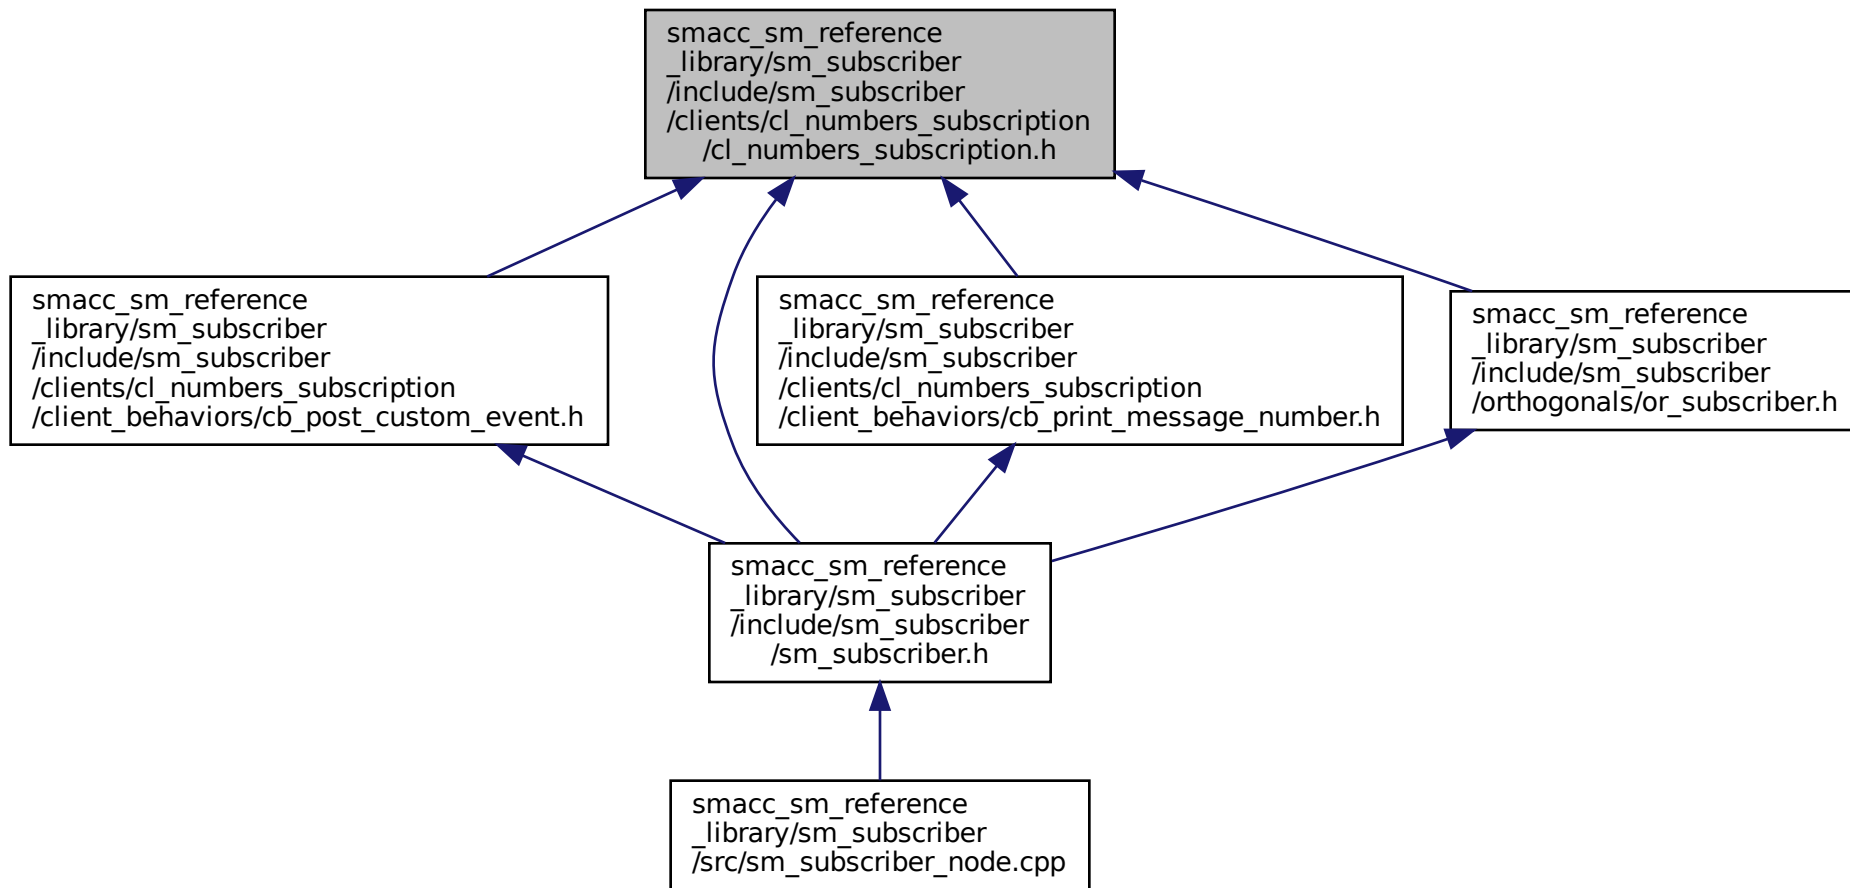 smacc_sm_reference
_library/sm_subscriber
/include/sm_subscriber
/clients/cl_numbers_subscription
/cl_numbers_subscription.h
smacc_sm_reference
_library/sm_subscriber
/include/sm_subscriber
/clients/cl_numbers_subscription
/client_behaviors/cb_post_custom_event.h
smacc_sm_reference
_library/sm_subscriber
/include/sm_subscriber
/clients/cl_numbers_subscription
/client_behaviors/cb_print_message_number.h
smacc_sm_reference
_library/sm_subscriber
/include/sm_subscriber
/orthogonals/or_subscriber.h
smacc_sm_reference
_library/sm_subscriber
/include/sm_subscriber
/sm_subscriber.h
smacc_sm_reference
_library/sm_subscriber
/src/sm_subscriber_node.cpp